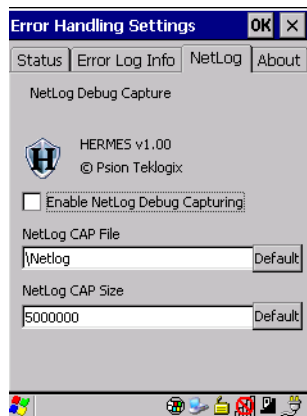 Error Handling Settings OK
Status Error Log Info NetLog About
NetLog Debug Capture
H
HERMES v1.00
© Psion Teklogix
Enable NetLog Debug Capturing
NetLog CAP File
\Netlog Default
NetLog CAP Size
5000000 Default